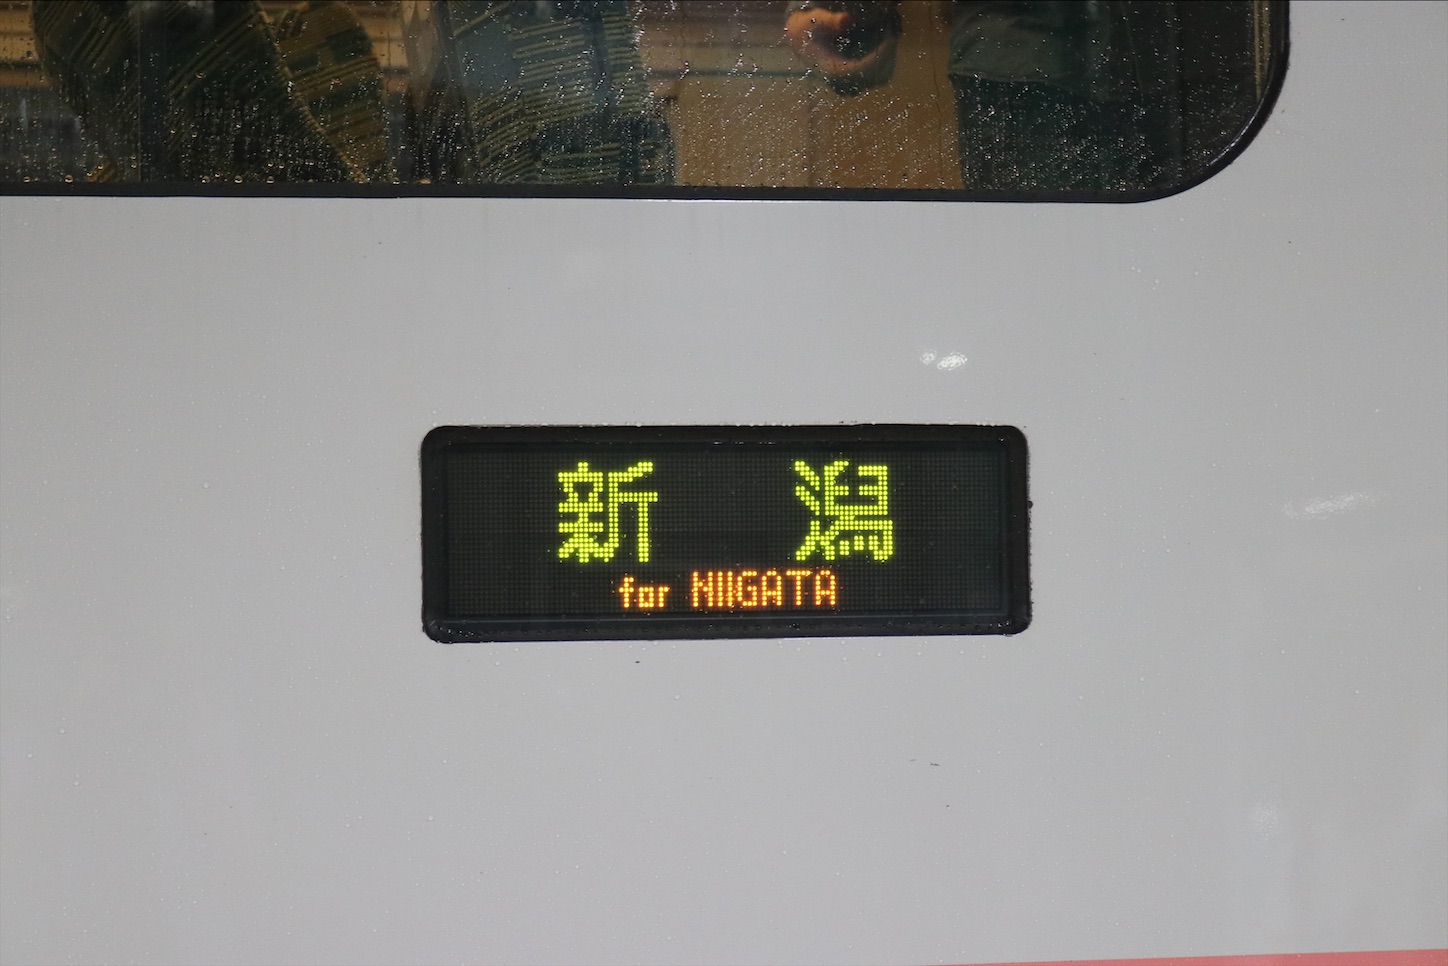 新 潟
for NIIGATA